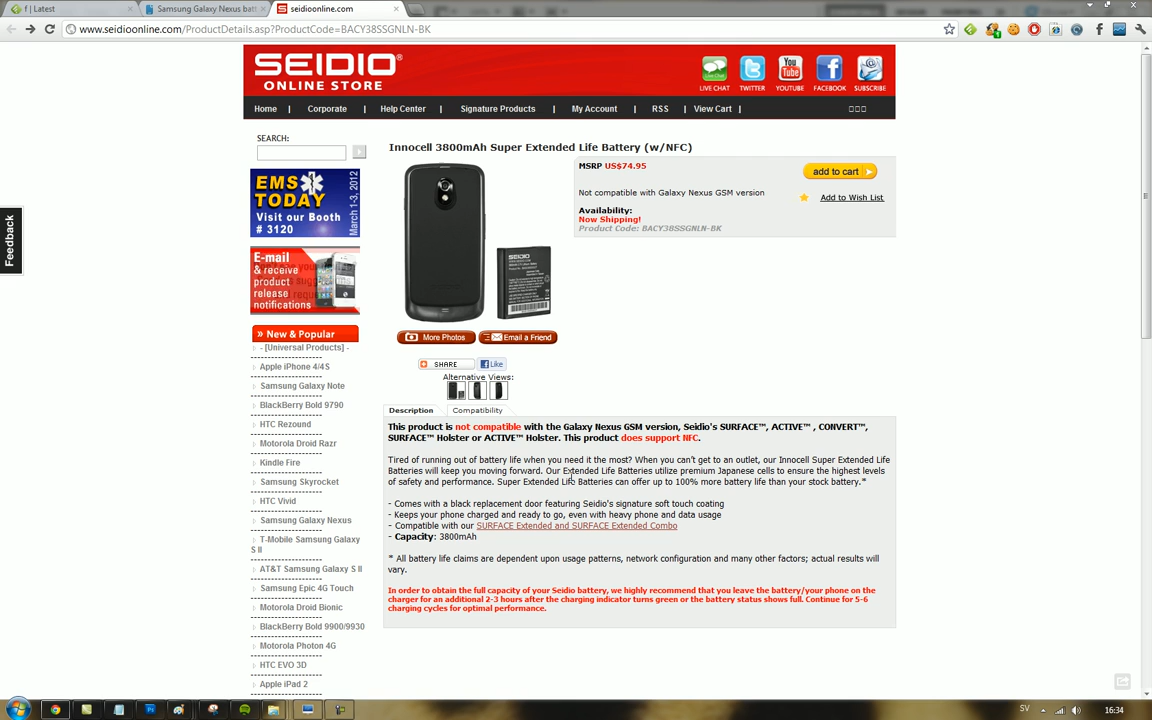 f | Latest
Samsung Galaxy Nexus batt
seidioonline.com
www.seidioonline.com/ProductDetails.asp?ProductCode=BACY38SSGNLN-BK
SEIDIO®
ONLINE STORE
LIVE CHAT TWITTER YOUTUBE FACEBOOK SUBSCRIBE
Home | Corporate | Help Center | Signature Products | My Account | RSS | View Cart |
SEARCH:
EMS TODAY
Visit our Booth
# 3120
March 1-3, 2012
Feedback
E-mail
& receive
product
release
notifications
» New & Popular
- [Universal Products] -
Apple iPhone 4/4S
Samsung Galaxy Note
BlackBerry Bold 9790
HTC Rezound
Motorola Droid Razr
Kindle Fire
Samsung Skyrocket
HTC Vivid
Samsung Galaxy Nexus
T-Mobile Samsung Galaxy
S II
AT&T Samsung Galaxy S II
Samsung Epic 4G Touch
Motorola Droid Bionic
BlackBerry Bold 9900/9930
Motorola Photon 4G
HTC EVO 3D
Apple iPad 2
Innocell 3800mAh Super Extended Life Battery (w/NFC)
SEIDIO
MSRP US$74.95
add to cart
Not compatible with Galaxy Nexus GSM version
Add to Wish List
Availability:
Now Shipping!
Product Code: BACY38SSGNLN-BK
More Photos
Email a Friend
SHARE
Like
Alternative Views:
Description
Compatibility
This product is not compatible with the Galaxy Nexus GSM version, Seidio's SURFACE™, ACTIVE™ , CONVERT™,
SURFACE™ Holster or ACTIVE™ Holster. This product does support NFC.
Tired of running out of battery life when you need it the most? When you can't get to an outlet, our Innocell Super Extended Life
Batteries will keep you moving forward. Our Extended Life Batteries utilize premium Japanese cells to ensure the highest levels
of safety and performance. Super Extended Life Batteries can offer up to 100% more battery life than your stock battery.*
- Comes with a black replacement door featuring Seidio's signature soft touch coating
- Keeps your phone charged and ready to go, even with heavy phone and data usage
- Compatible with our SURFACE Extended and SURFACE Extended Combo
- Capacity: 3800mAh
* All battery life claims are dependent upon usage patterns, network configuration and many other factors; actual results will
vary.
In order to obtain the full capacity of your Seidio battery, we highly recommend that you leave the battery/your phone on the
charger for an additional 2-3 hours after the charging indicator turns green or the battery status shows full. Continue for 5-6
charging cycles for optimal performance.
SV
16:34